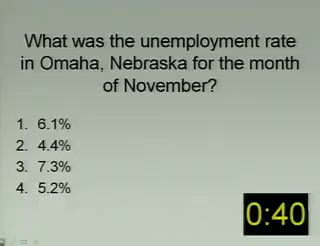 What was the unemployment rate
in Omaha, Nebraska for the month
of November?
1. 6.1%
2. 4.4%
3. 7.3%
4. 5.2%
0:40